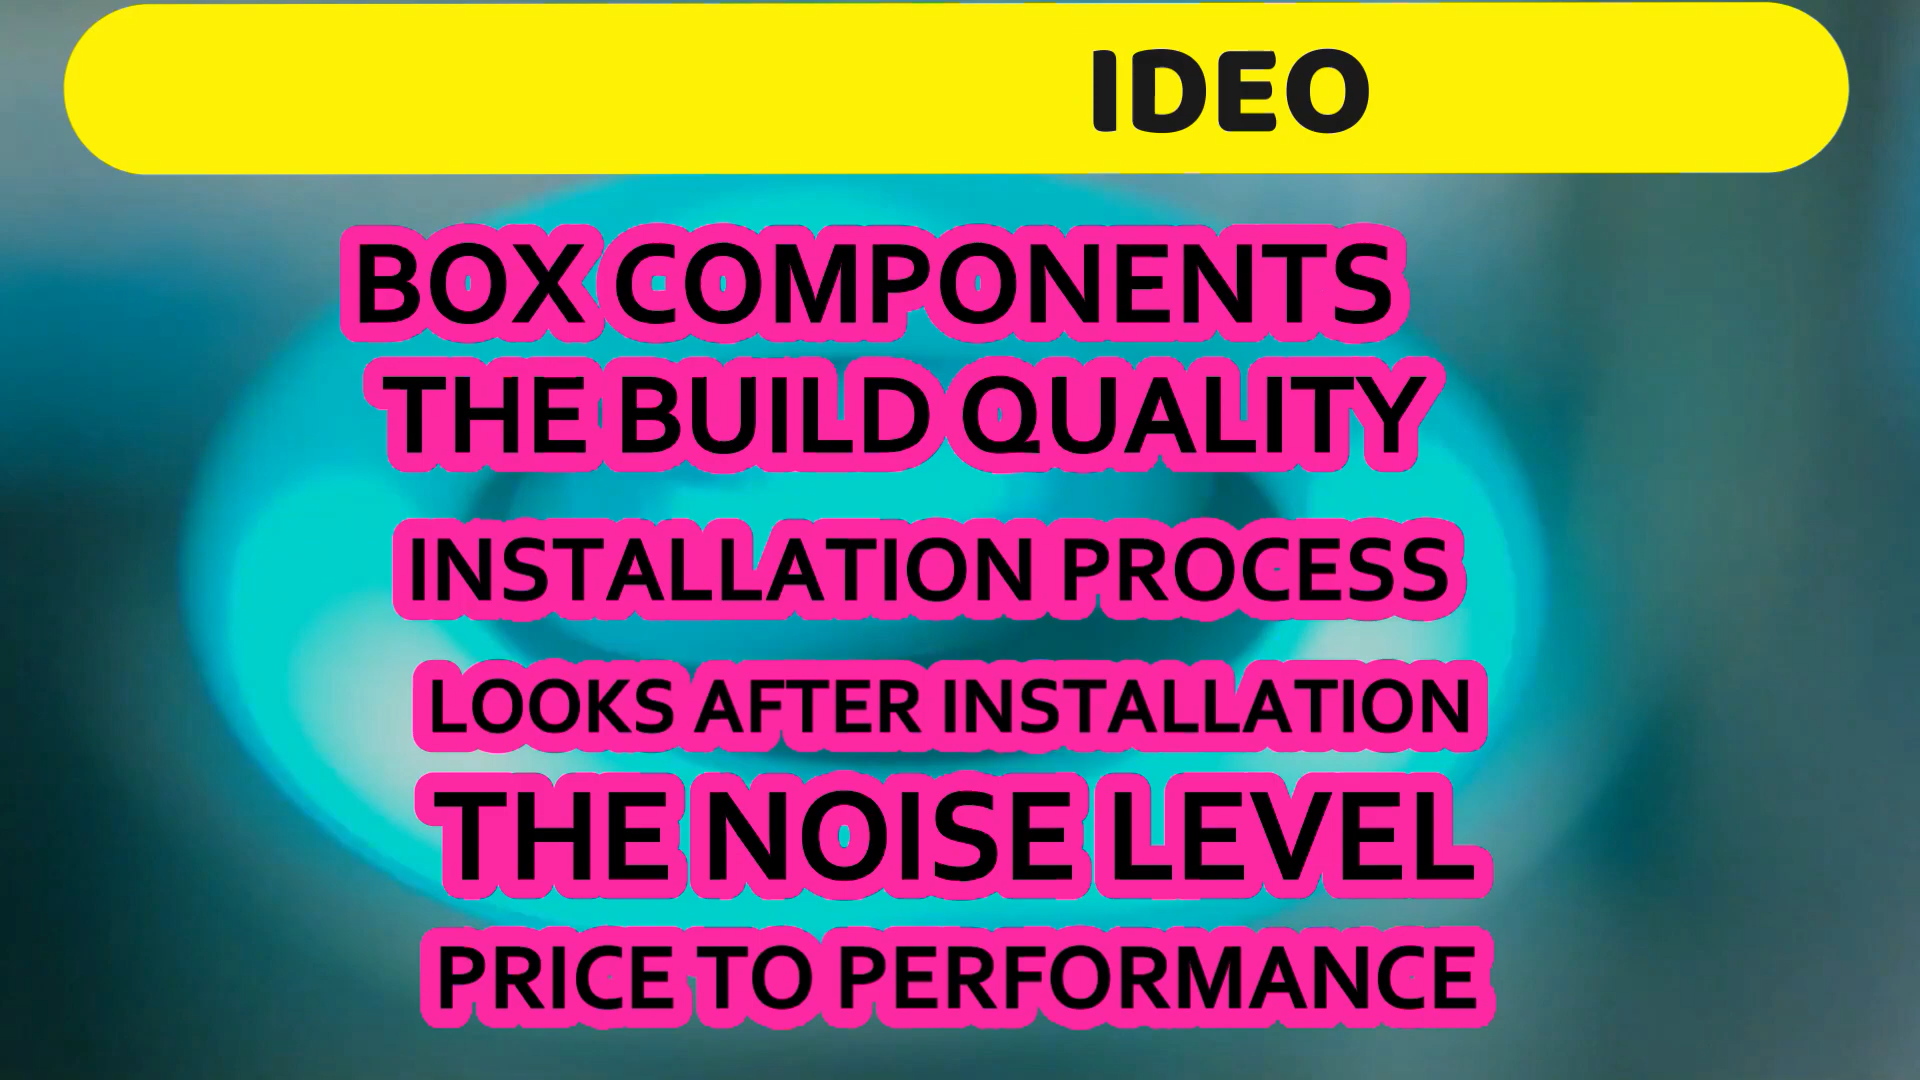 IDEO
BOX COMPONENTS
THE BUILD QUALITY
INSTALLATION PROCESS
LOOKS AFTER INSTALLATION
THE NOISE LEVEL
PRICE TO PERFORMANCE